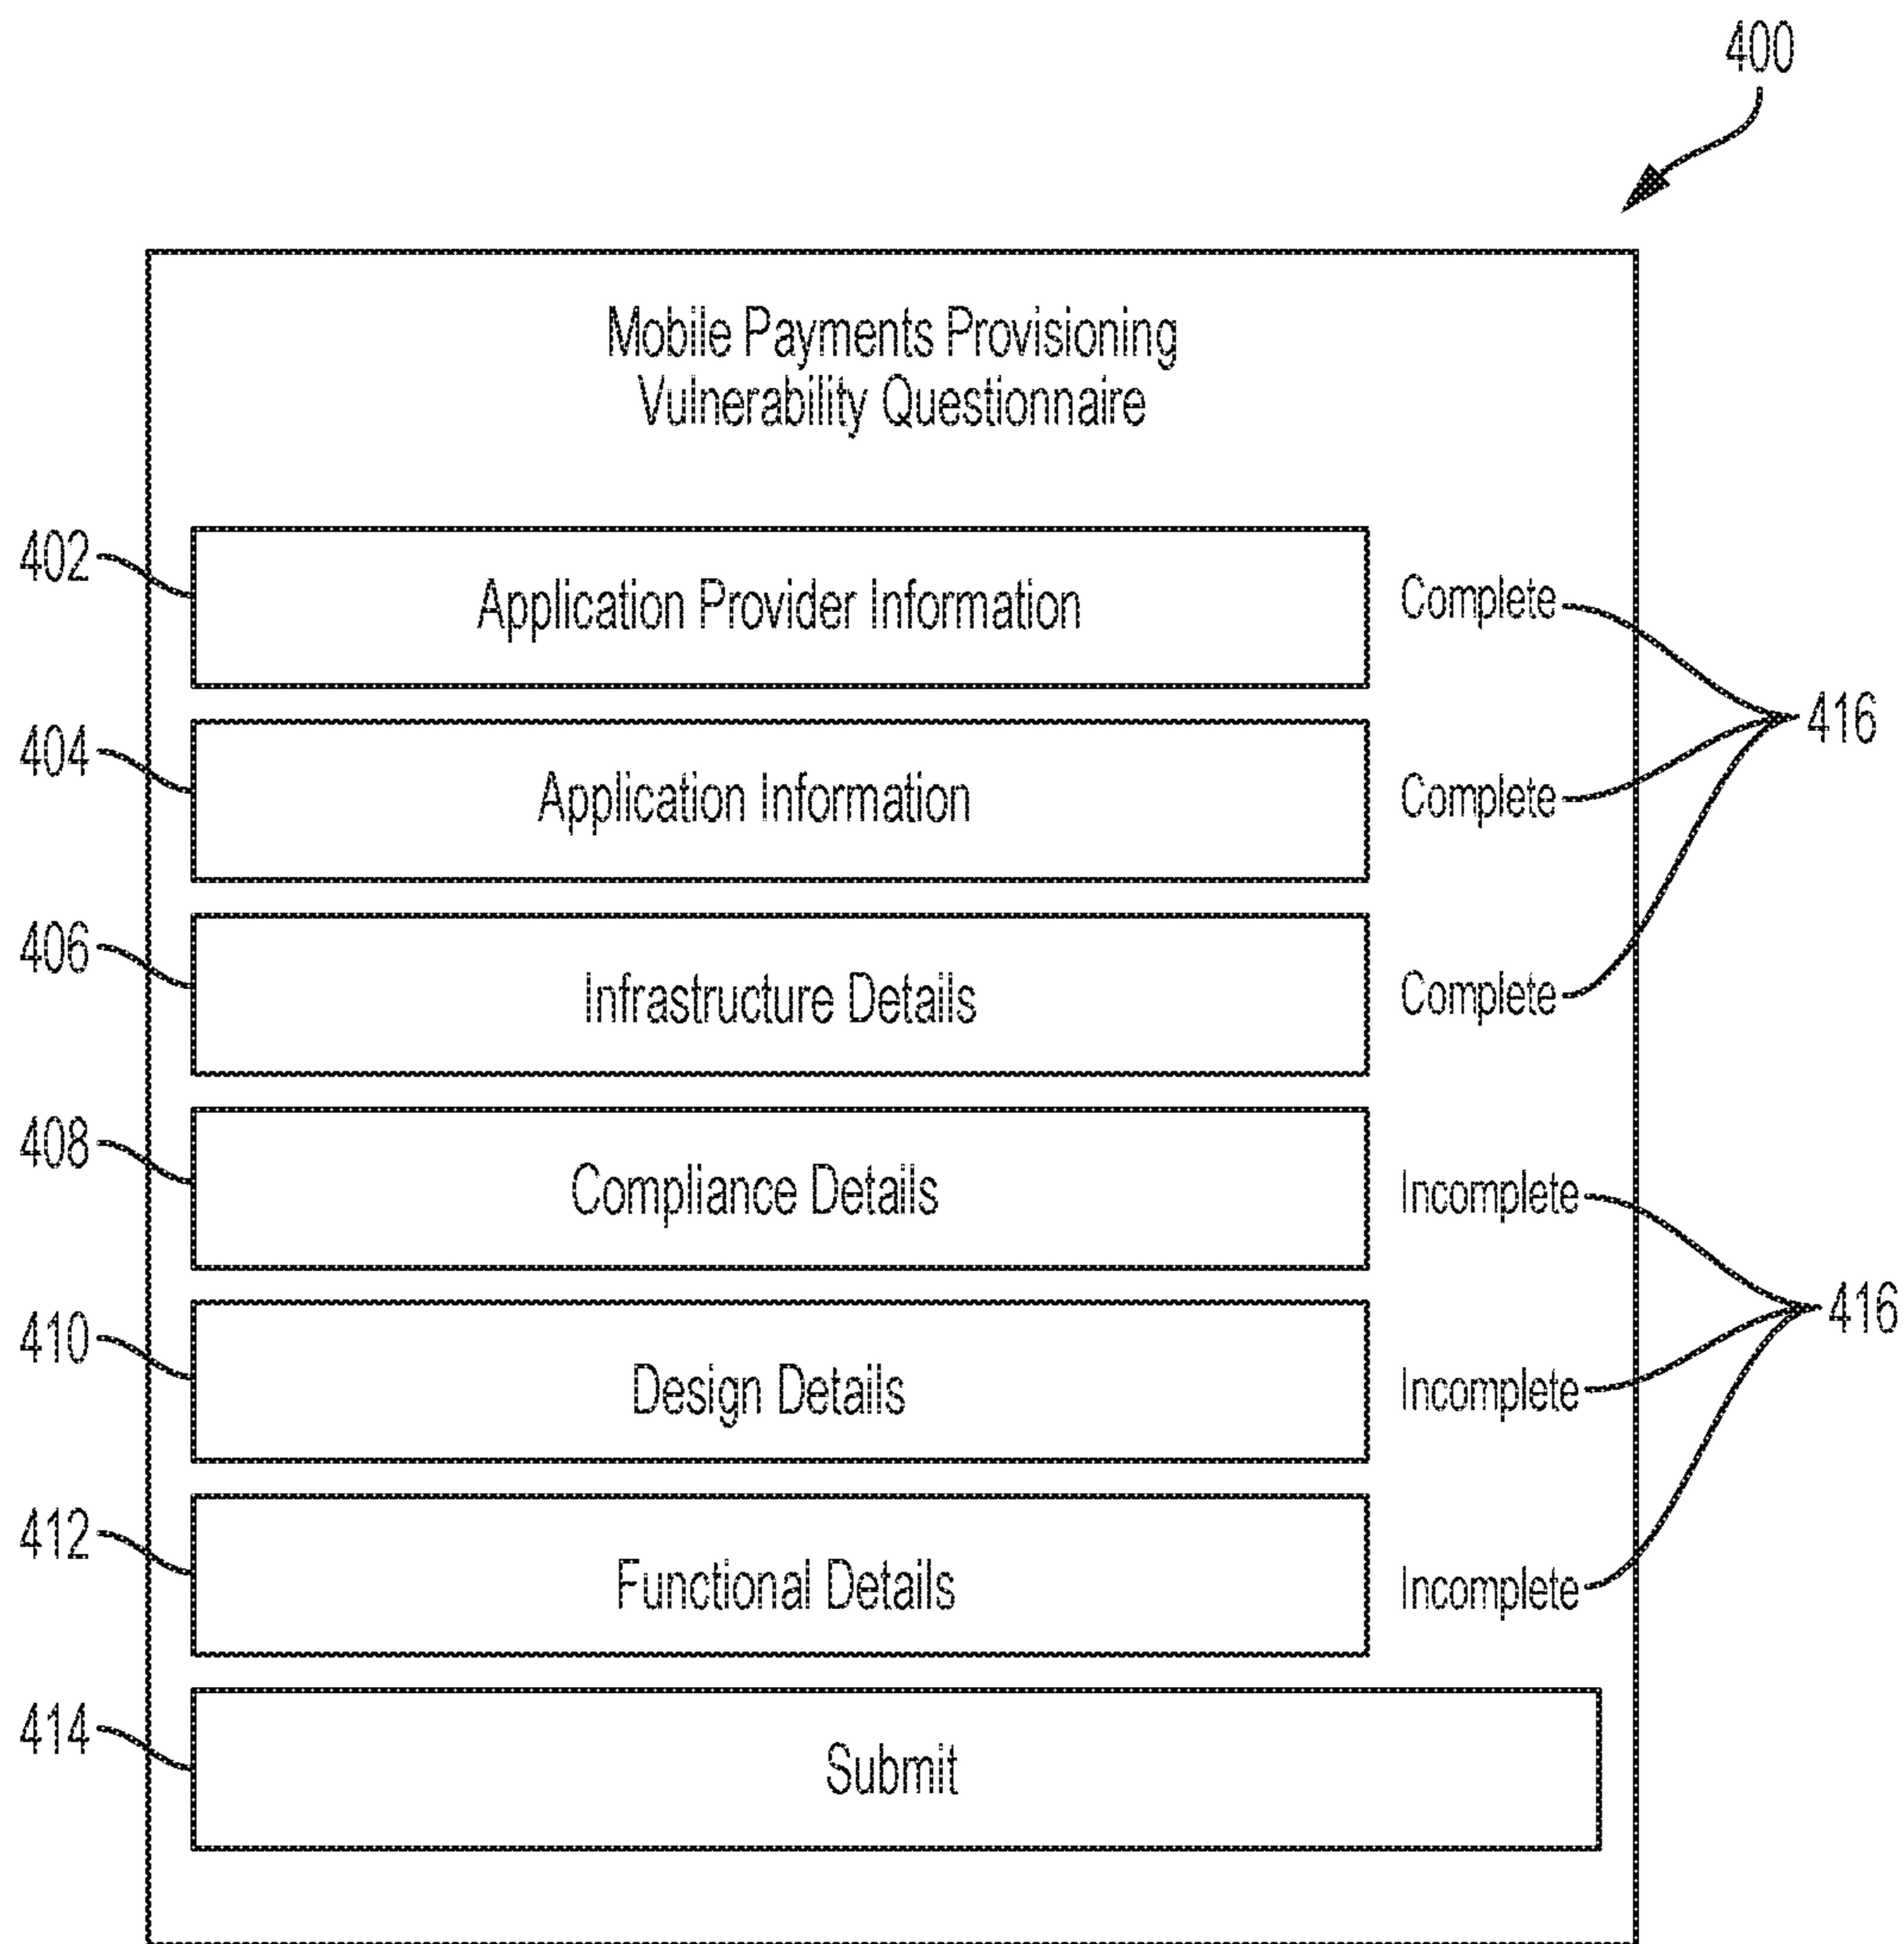 400
Mobile Payments Provisioning
Vulnerability Questionnaire
402
Application Provider Information
Complete
404
Application Information
Complete
416
406
Infrastructure Details
Complete
408
Compliance Details
Incomplete
410
Design Details
Incomplete
416
412
Functional Details
Incomplete
414
Submit